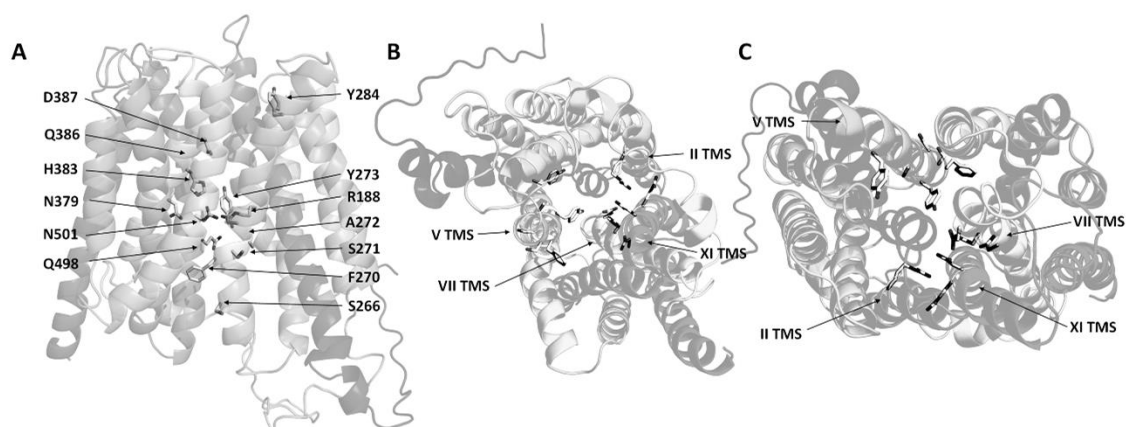 A
D387
Q386
H383
N379
N501
Q498
Y284
Y273
R188
A272
S271
F270
S266
B
II TMS
V TMS
XI TMS
VII TMS
C
V TMS
VII TMS
II TMS
XI TMS